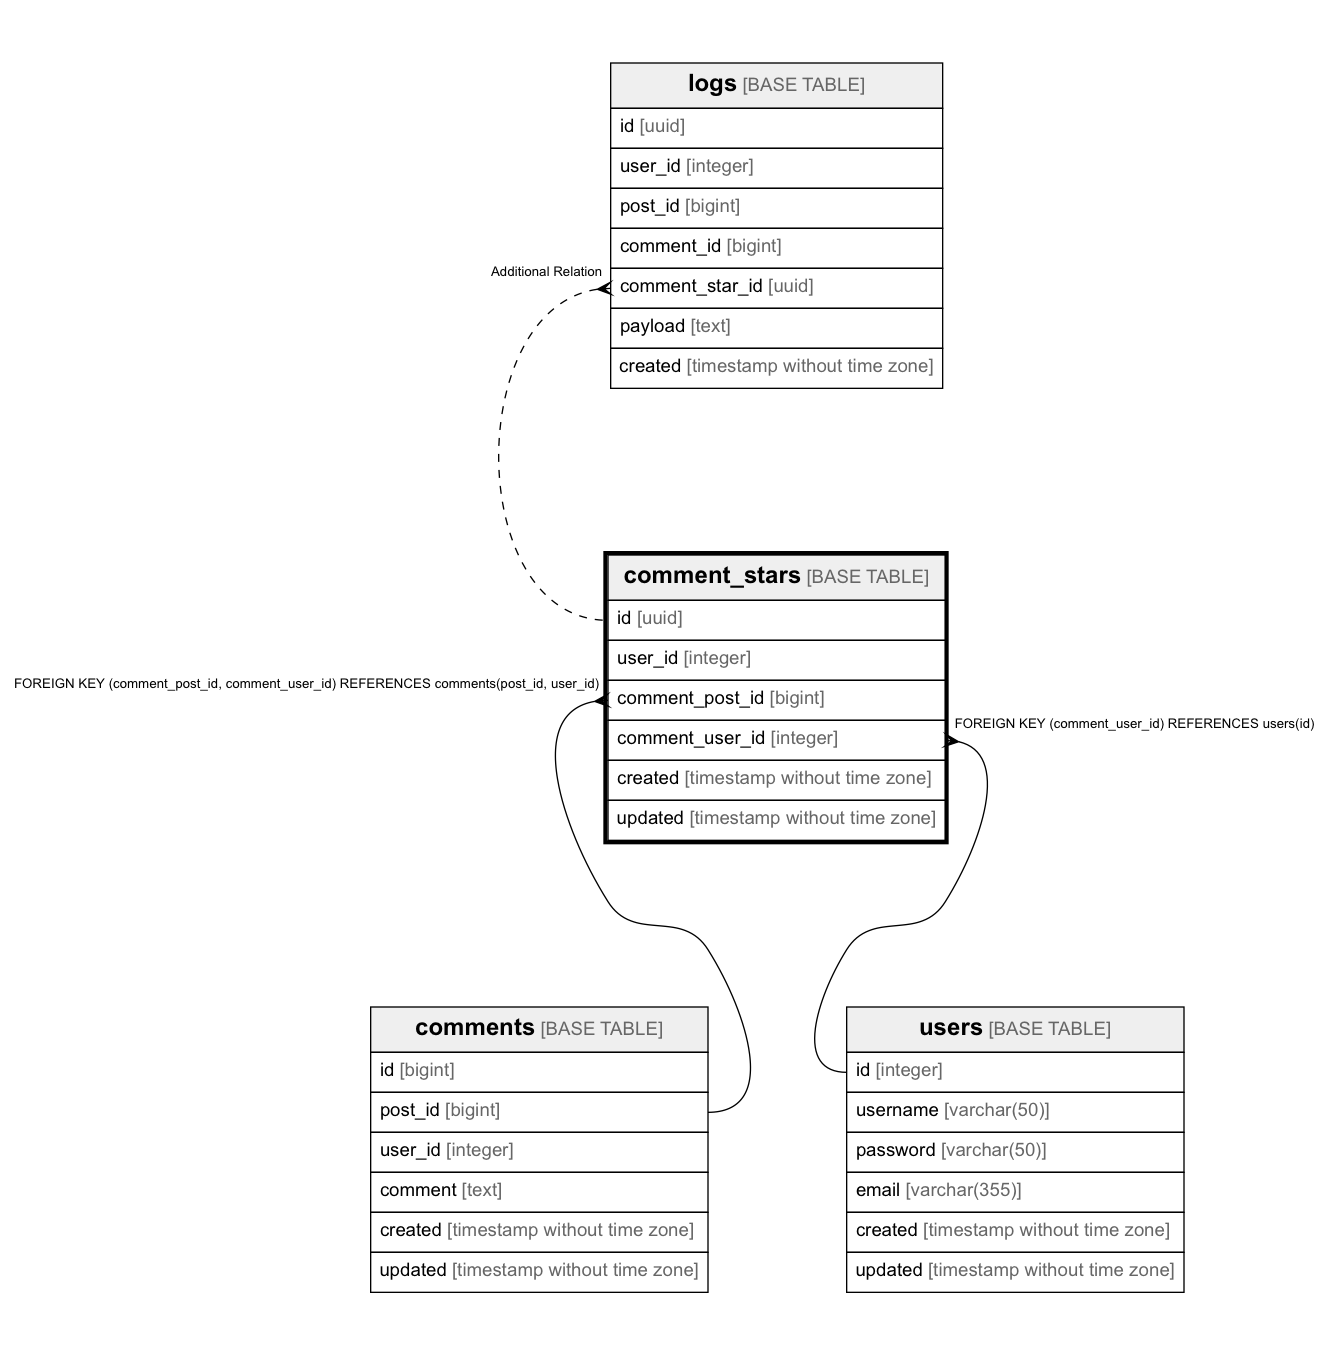 logs [BASE TABLE]
id [uuid]
user_id [integer]
post_id [bigint]
comment_id [bigint]
Additional Relation
comment_star_id [uuid]
payload [text]
created [timestamp without time zone]
comment_stars [BASE TABLE]
id [uuid]
user_id [integer]
FOREIGN KEY (comment_post_id, comment_user_id) REFERENCES comments(post_id, user_id)
comment_post_id [bigint]
FOREIGN KEY (comment_user_id) REFERENCES users(id)
comment_user_id [integer]
created [timestamp without time zone]
updated [timestamp without time zone]
comments [BASE TABLE]
id [bigint]
post_id [bigint]
user_id [integer]
comment [text]
created [timestamp without time zone]
updated [timestamp without time zone]
users [BASE TABLE]
id [integer]
username [varchar(50)]
password [varchar(50)]
email [varchar(355)]
created [timestamp without time zone]
updated [timestamp without time zone]